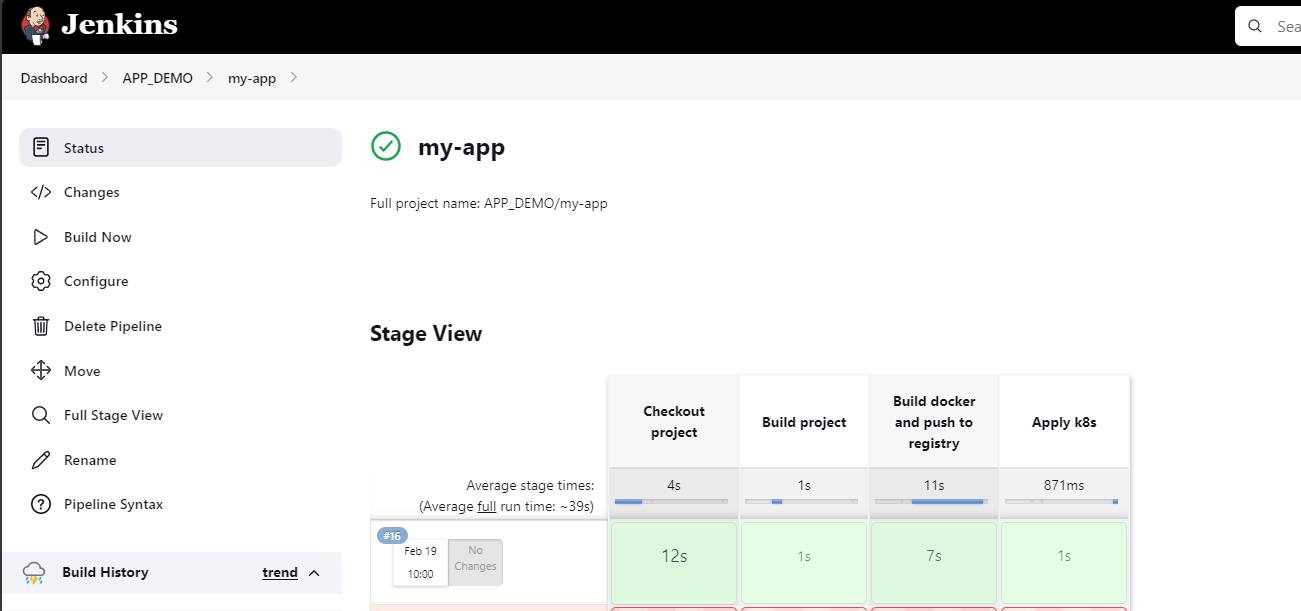 Jenkins
Sea
Dashboard APP_DEMO my-app
Status
Changes
Build Now
Configure
Delete Pipeline
Move
Full Stage View
Rename
Pipeline Syntax
Build History trend
my-app
Full project name: APP_DEMO/my-app
Stage View
Checkout
project
Build project
Build docker
and push to
registry
Apply k8s
Average stage times:
(Average full run time: ~39s)
4s 1s 11s 871ms
#16
Feb 19
10:00
No
Changes
12s 1s 7s 1s